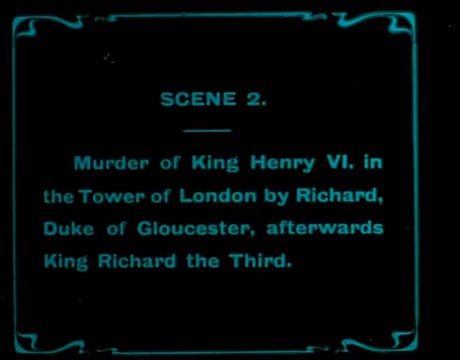 SCENE 2.
Murder of King Henry VI. in
the Tower of London by Richard,
Duke of Gloucester, afterwards
King Richard the Third.